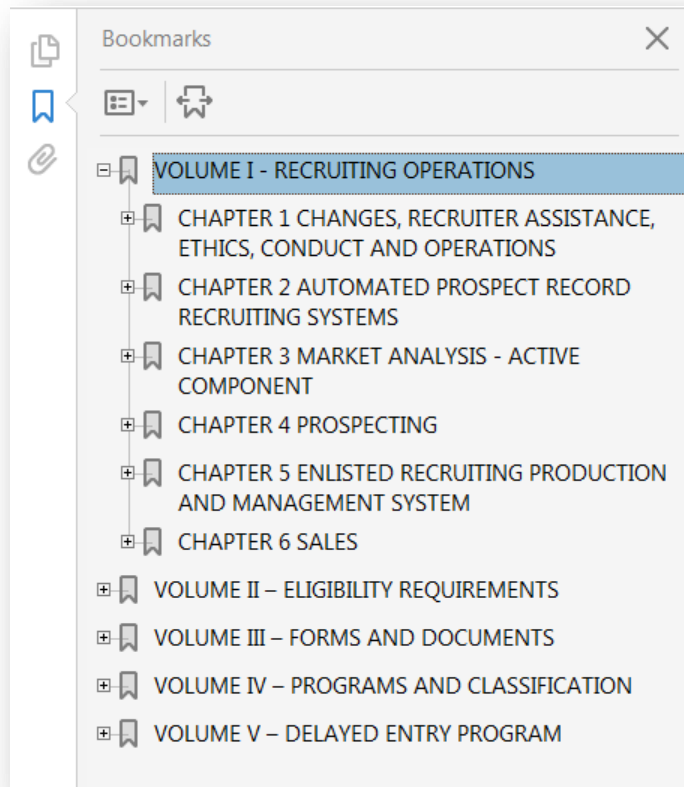 Bookmarks
VOLUME I - RECRUITING OPERATIONS
CHAPTER 1 CHANGES, RECRUITER ASSISTANCE,
ETHICS, CONDUCT AND OPERATIONS
CHAPTER 2 AUTOMATED PROSPECT RECORD
RECRUITING SYSTEMS
CHAPTER 3 MARKET ANALYSIS - ACTIVE
COMPONENT
CHAPTER 4 PROSPECTING
CHAPTER 5 ENLISTED RECRUITING PRODUCTION
AND MANAGEMENT SYSTEM
CHAPTER 6 SALES
VOLUME II – ELIGIBILITY REQUIREMENTS
VOLUME III – FORMS AND DOCUMENTS
VOLUME IV – PROGRAMS AND CLASSIFICATION
VOLUME V – DELAYED ENTRY PROGRAM